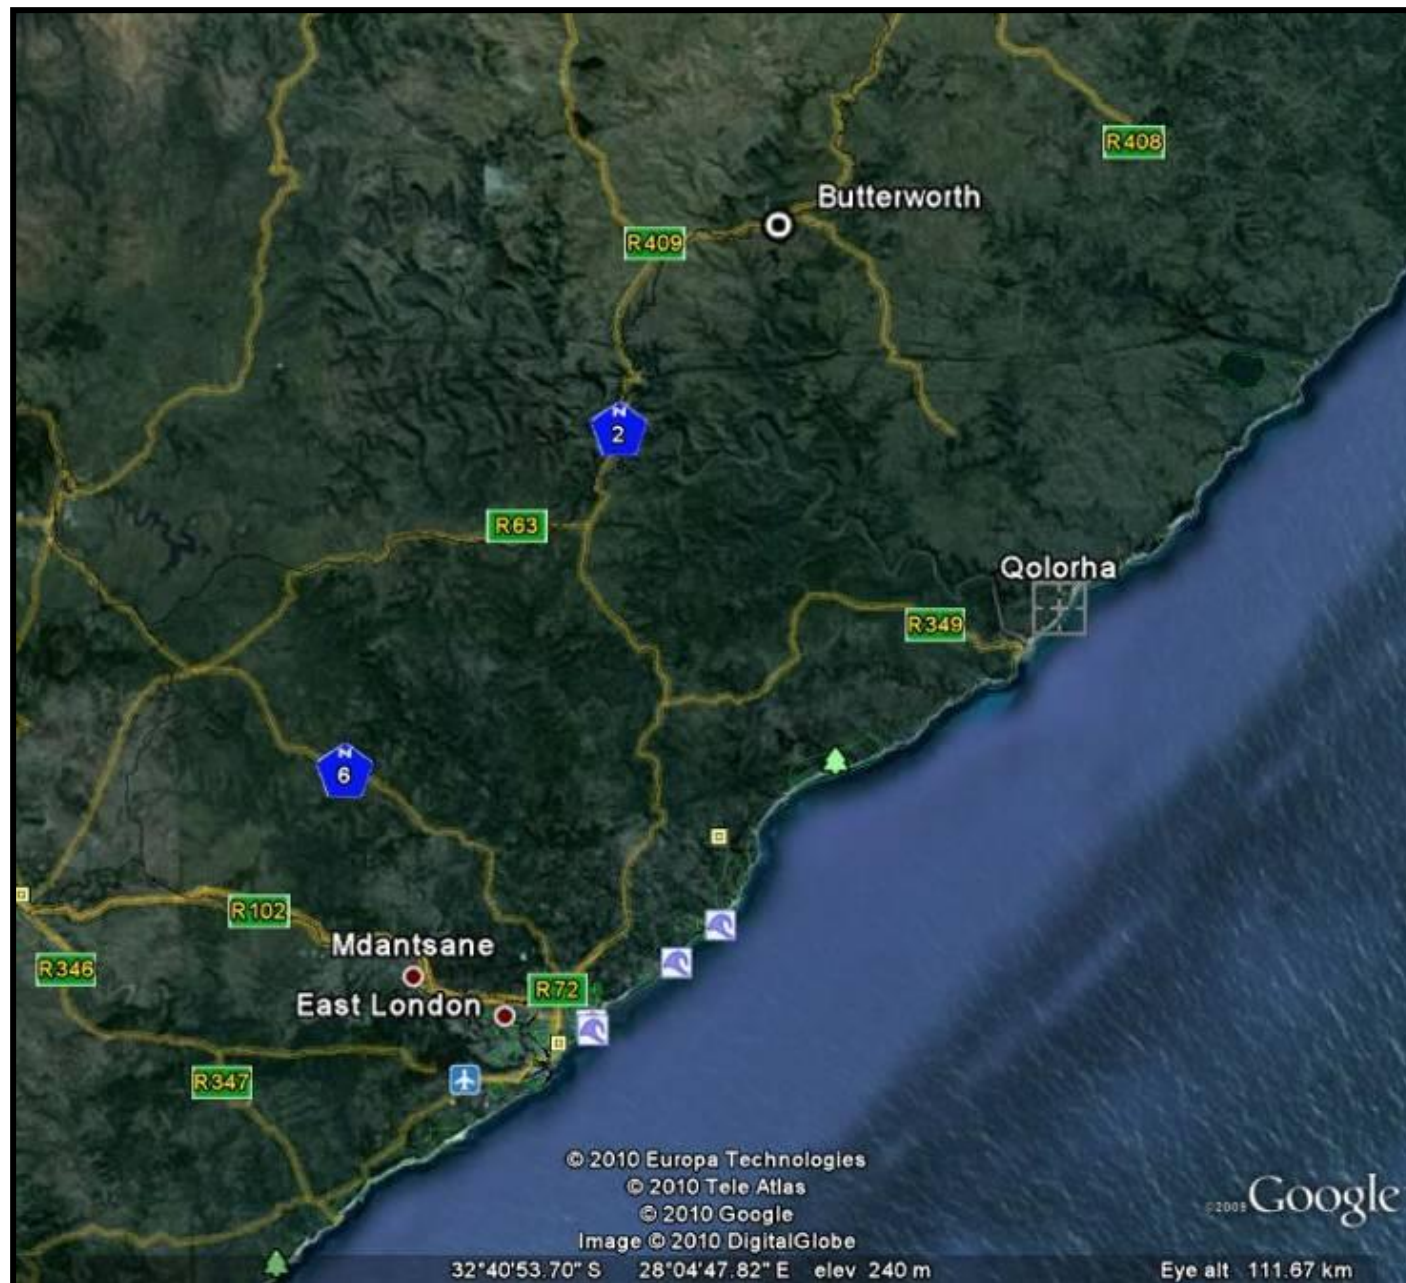 R408
Butterworth
R409
N
2
R63
Qolorha
R349
N
6
R102
Mdantsane
R346
R72
East London
R347
© 2010 Europa Technologies
© 2010 Tele Atlas
© 2010 Google
©2009 Google
Image © 2010 DigitalGlobe
32°40'53.70" S 28°04'47.82" E elev 240 m Eye alt 111.67 km